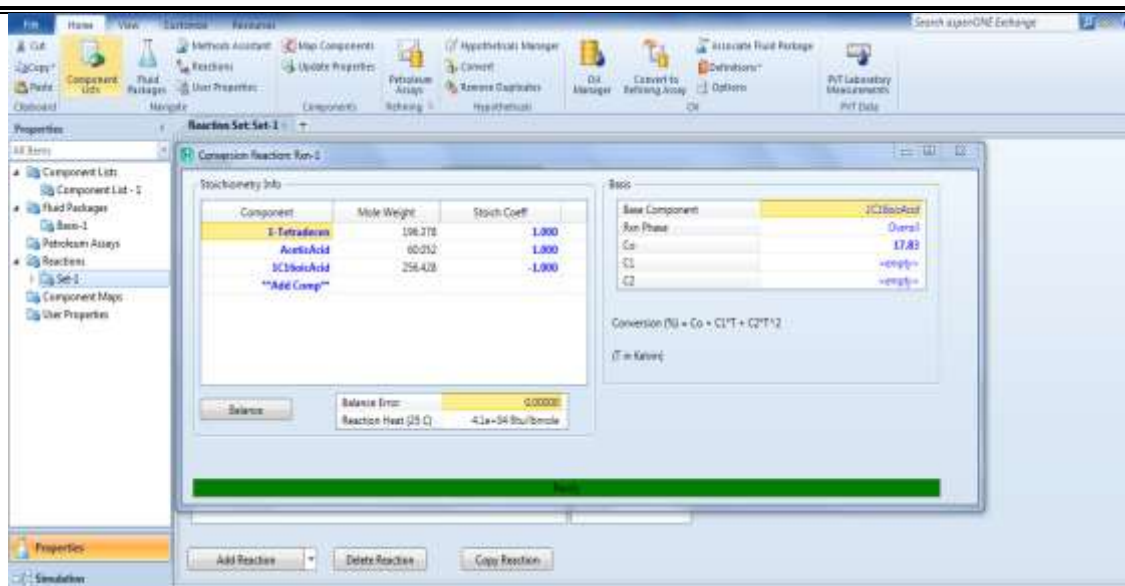 File Home View Customize Resources Search aspenONE Exchange
Cut Methods Assistant Map Components Hypotheticals Manager Associate Fluid Package
Copy Reactions Update Properties Convert Definitions
Paste Component Lists Fluid Packages User Properties Petroleum Assays Remove Duplicates Oil Manager Convert to Refining Assay Options PVT Laboratory Measurements
Clipboard Navigate Components Refining Hypotheticals Oil PVT Data
Properties
All Items
Component Lists
Component List - 1
Fluid Packages
Basis-1
Petroleum Assays
Reactions
Set-1
Component Maps
User Properties
Properties
Simulation
Reaction Set: Set-1 +
Conversion Reaction: Rxn-1
Stoichiometry Info
Component Mole Weight Stoich Coeff
1-Tetradecen 196.378 1.000
AceticAcid 60.052 1.000
1C16oicAcid 256.428 -1.000
**Add Comp**
Balance
Balance Error 0.00000
Reaction Heat (25 C)
Basis
Base Component 1C16oicAcid
Rxn Phase Overall
Co 17.83
C1 <empty>
C2 <empty>
Conversion (%) = Co + C1*T + C2*T^2
(T in Kelvin)
Ready
Add Reaction Delete Reaction Copy Reaction